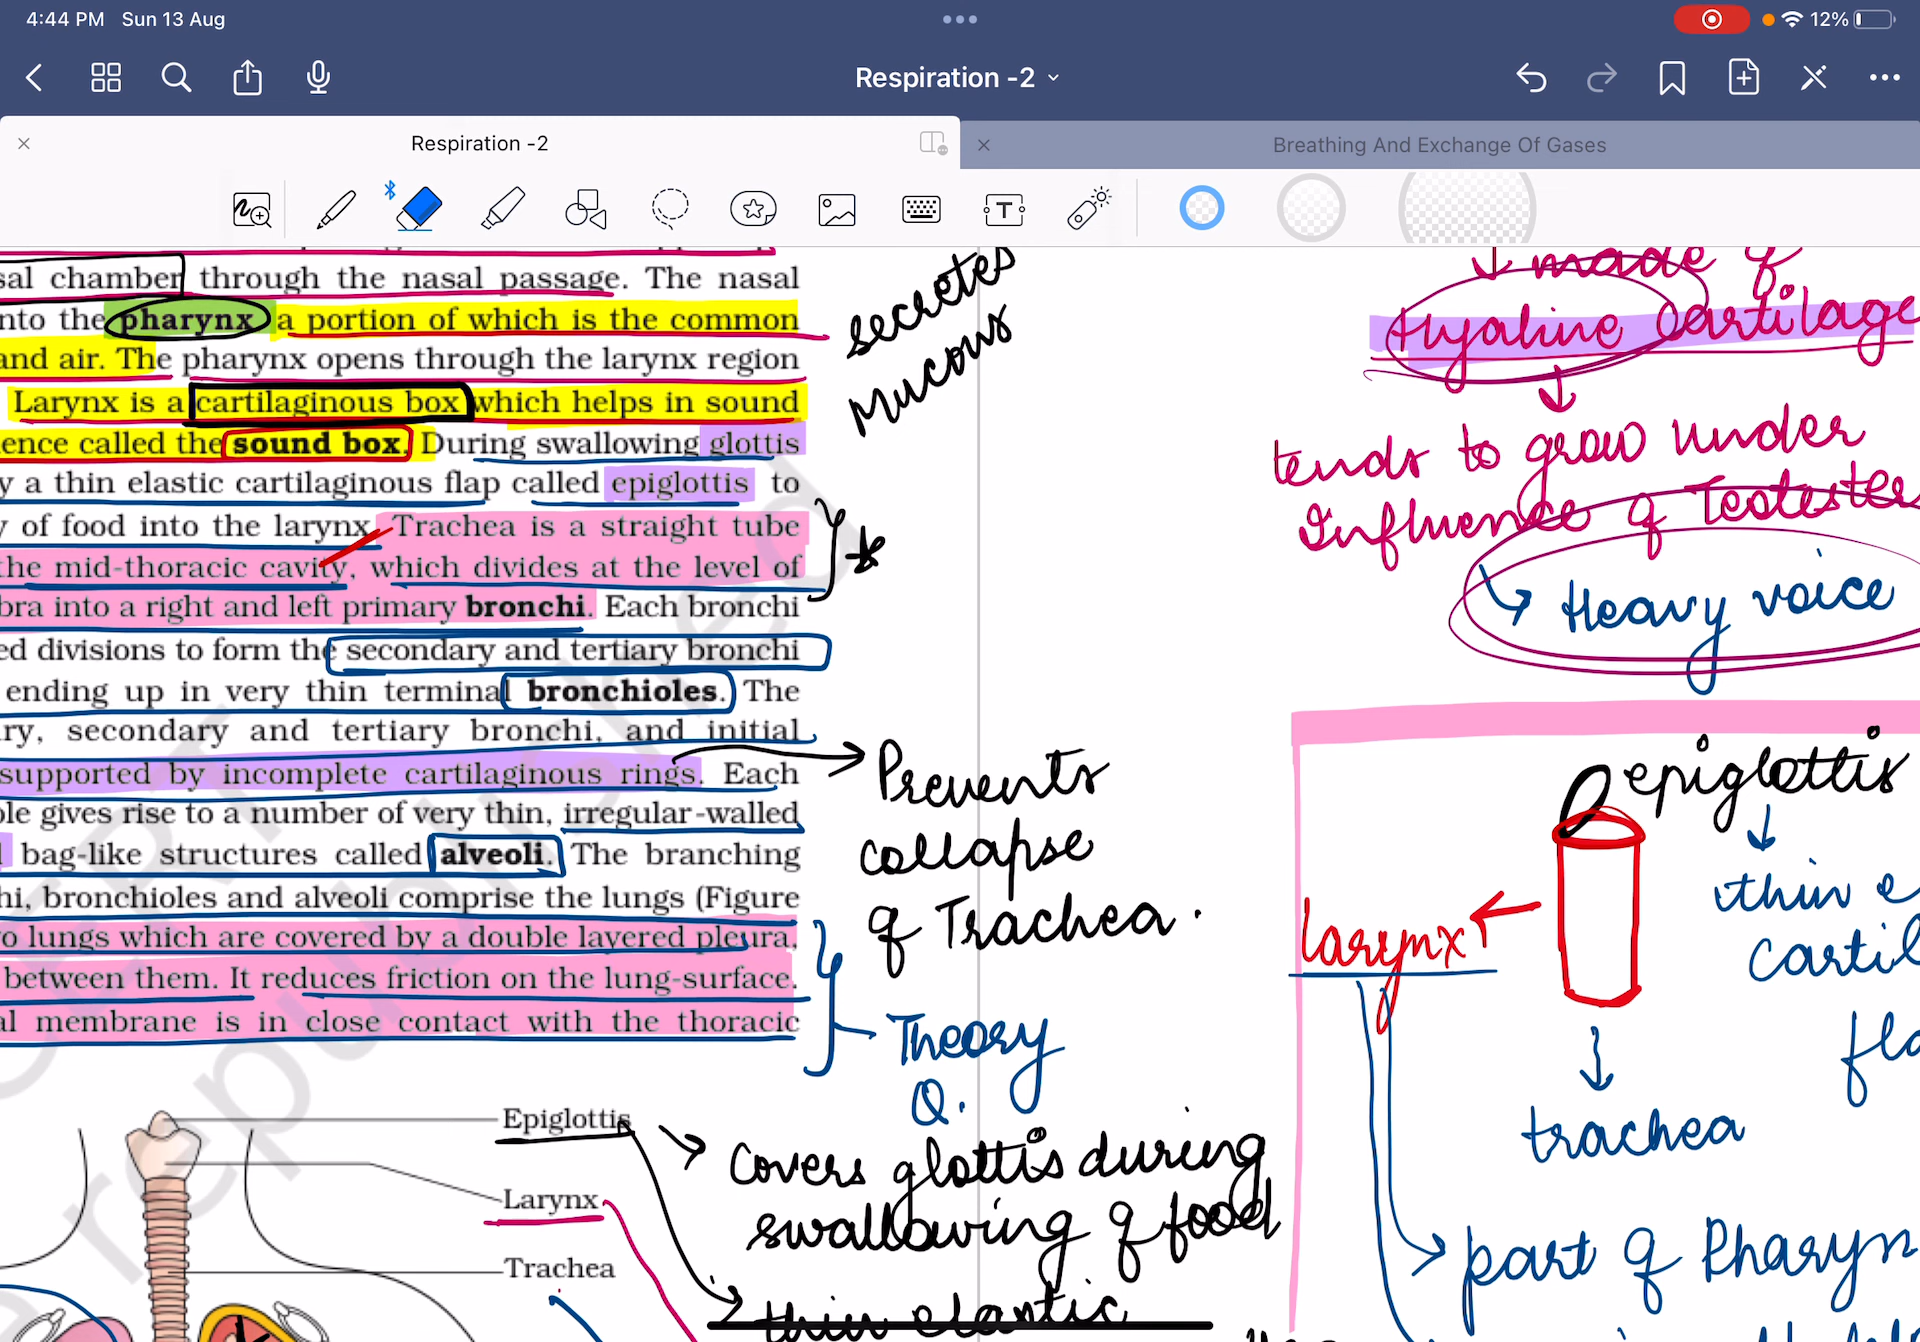 4:44 PM Sun 13 Aug
12%
Respiration -2
Respiration -2
Breathing And Exchange Of Gases
sal chamber through the nasal passage. The nasal
nto the pharynx a portion of which is the common
and air. The pharynx opens through the larynx region
Larynx is a cartilaginous box which helps in sound
ence called the sound box. During swallowing glottis
y a thin elastic cartilaginous flap called epiglottis to
y of food into the larynx. Trachea is a straight tube
the mid-thoracic cavity, which divides at the level of
bra into a right and left primary bronchi. Each bronchi
ed divisions to form the secondary and tertiary bronchi
ending up in very thin terminal bronchioles. The
ry, secondary and tertiary bronchi, and initial
supported by incomplete cartilaginous rings. Each
ole gives rise to a number of very thin, irregular-walled
d bag-like structures called alveoli. The branching
hi, bronchioles and alveoli comprise the lungs (Figure
o lungs which are covered by a double layered pleura,
between them. It reduces friction on the lung-surface.
al membrane is in close contact with the thoracic
secretes
Mucous
Prevents
collapse
of Trachea.
Theory
Q.
Epiglottis
Covers glottis during
swallowing of food
thin elastic
Larynx
Trachea
made of
Hyaline Cartilage
tends to grow under
Influence of Testester
Heavy voice
epiglottis
thin e
cartil
fla
larynx
trachea
part of Pharyn